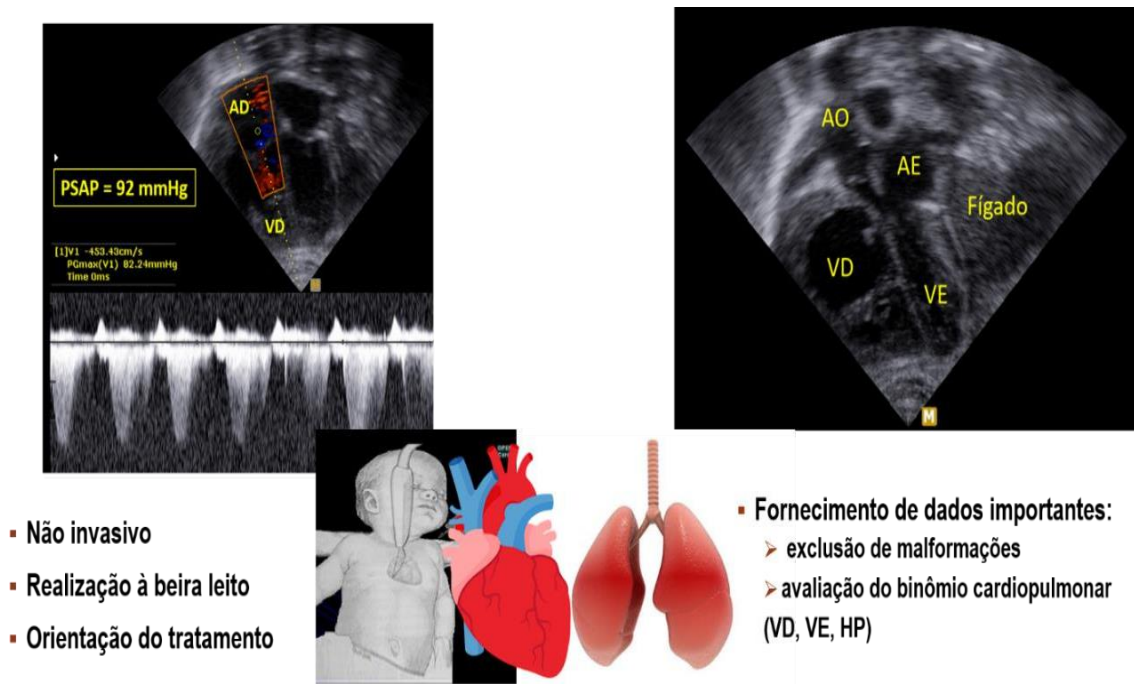 AD
PSAP = 92 mmHg
VD
[1]V1 -453.43cm/s
PGmax(V1) 82.24mmHg
Time 0ms
AO
AE
Fígado
VD
VE
M
▪ Não invasivo
▪ Realização à beira leito
▪ Orientação do tratamento
▪ Fornecimento de dados importantes:
➢ exclusão de malformações
➢ avaliação do binômio cardiopulmonar
(VD, VE, HP)